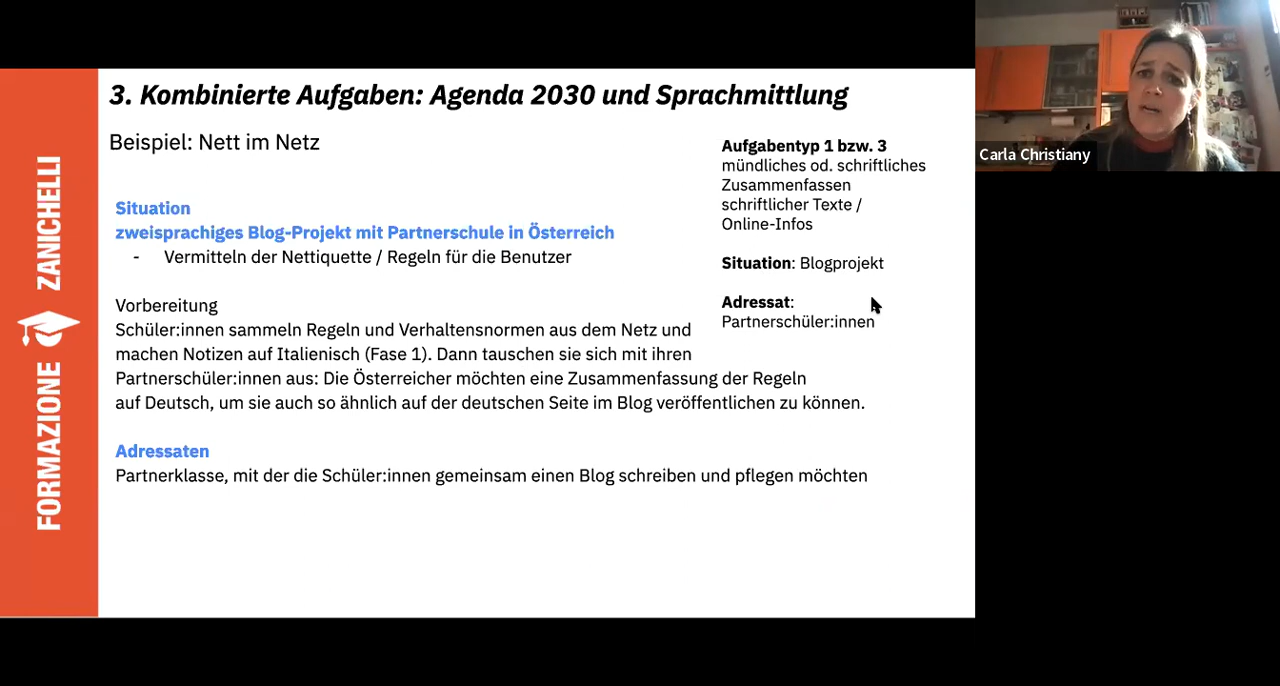 3. Kombinierte Aufgaben: Agenda 2030 und Sprachmittlung
Beispiel: Nett im Netz
Situation
zweisprachiges Blog-Projekt mit Partnerschule in Österreich
- Vermitteln der Nettiquette / Regeln für die Benutzer
Vorbereitung
Schüler:innen sammeln Regeln und Verhaltensnormen aus dem Netz und
machen Notizen auf Italienisch (Fase 1). Dann tauschen sie sich mit ihren
Partnerschüler:innen aus: Die Österreicher möchten eine Zusammenfassung der Regeln
auf Deutsch, um sie auch so ähnlich auf der deutschen Seite im Blog veröffentlichen zu können.
Adressaten
Partnerklasse, mit der die Schüler:innen gemeinsam einen Blog schreiben und pflegen möchten
Aufgabentyp 1 bzw. 3
mündliches od. schriftliches
Zusammenfassen
schriftlicher Texte /
Online-Infos
Situation: Blogprojekt
Adressat:
Partnerschüler:innen
FORMAZIONE ZANICHELLI
Carla Christiany